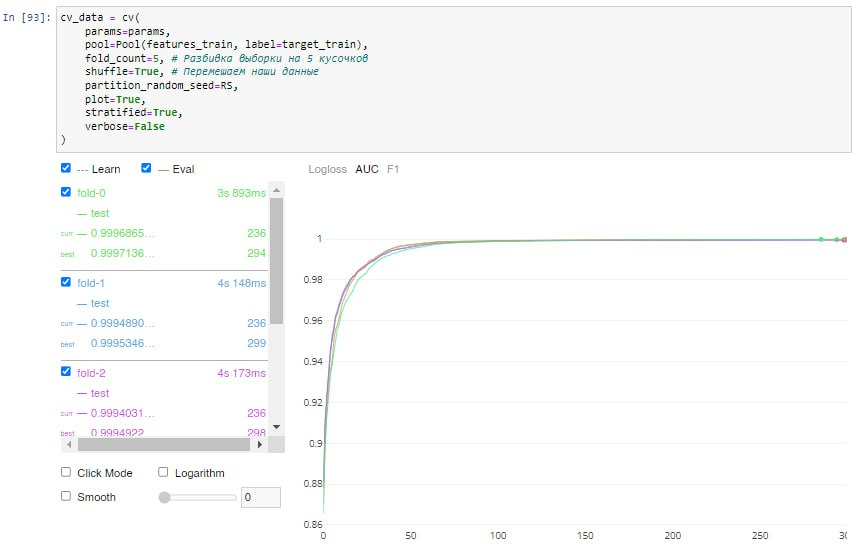 In [93]:
cv_data = cv(
    params=params,
    pool=Pool(features_train, label=target_train),
    fold_count=5, # Разбивка выборки на 5 кусочков
    shuffle=True, # Перемешаем наши данные
    partition_random_seed=RS,
    plot=True,
    stratified=True,
    verbose=False
)
--- Learn — Eval
Logloss AUC F1
fold-0 3s 893ms
— test
curr — 0.9996865... 236
best 0.9997136... 294
fold-1 4s 148ms
— test
curr — 0.9994890... 236
best 0.9995346... 299
fold-2 4s 173ms
— test
curr — 0.9994031... 236
best 0.9994922 298
Click Mode Logarithm
Smooth 0
1
0.98
0.96
0.94
0.92
0.9
0.88
0.86
0 50 100 150 200 250